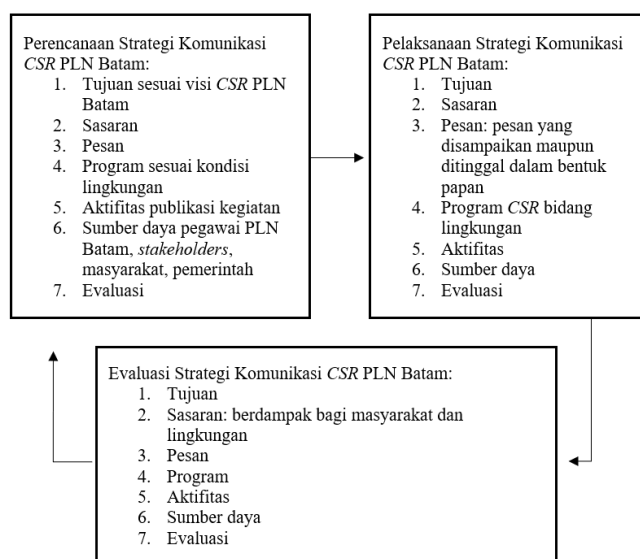 Perencanaan Strategi Komunikasi
CSR PLN Batam:
1. Tujuan sesuai visi CSR PLN
Batam
2. Sasaran
3. Pesan
4. Program sesuai kondisi
lingkungan
5. Aktifitas publikasi kegiatan
6. Sumber daya pegawai PLN
Batam, stakeholders,
masyarakat, pemerintah
7. Evaluasi
Pelaksanaan Strategi Komunikasi
CSR PLN Batam:
1. Tujuan
2. Sasaran
3. Pesan: pesan yang
disampaikan maupun
ditinggal dalam bentuk
papan
4. Program CSR bidang
lingkungan
5. Aktifitas
6. Sumber daya
7. Evaluasi
Evaluasi Strategi Komunikasi CSR PLN Batam:
1. Tujuan
2. Sasaran: berdampak bagi masyarakat dan
lingkungan
3. Pesan
4. Program
5. Aktifitas
6. Sumber daya
7. Evaluasi